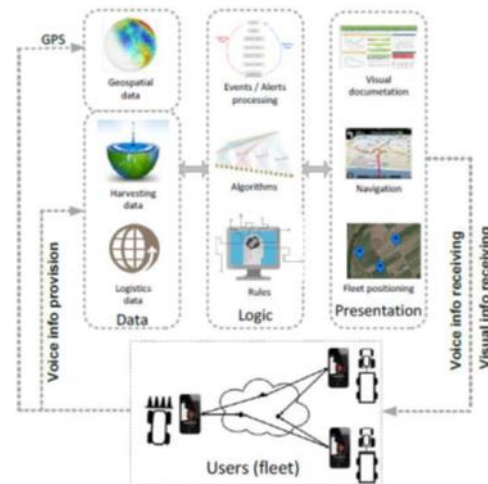 GPS
Geospatial
data
Events / Alerts
processing
Visual
documetation
Harvesting
data
Algorithms
Navigation
Logistics
data
Rules
Fleet positioning
Data
Logic
Presentation
Voice info provision
Voice info receiving
Visual info receiving
Users (fleet)